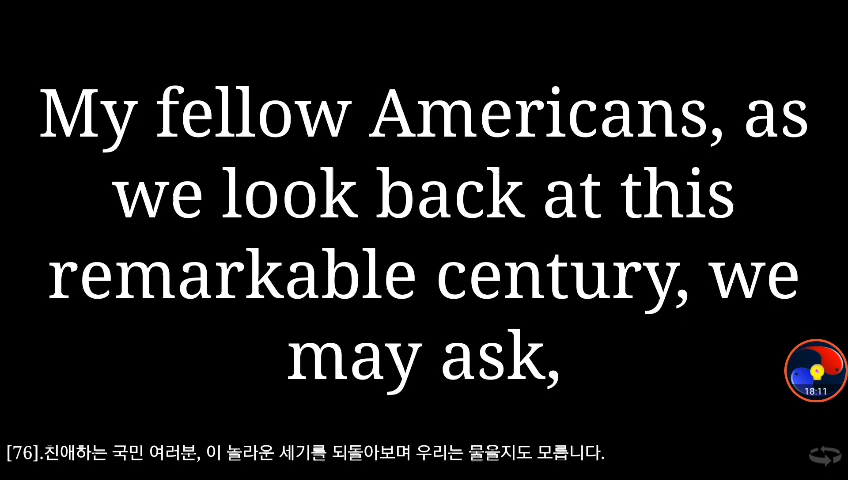 My fellow Americans, as
we look back at this
remarkable century, we
may ask,
18:11
[76].친애하는 국민 여러분, 이 놀라운 세기를 되돌아보며 우리는 물을지도 모릅니다.